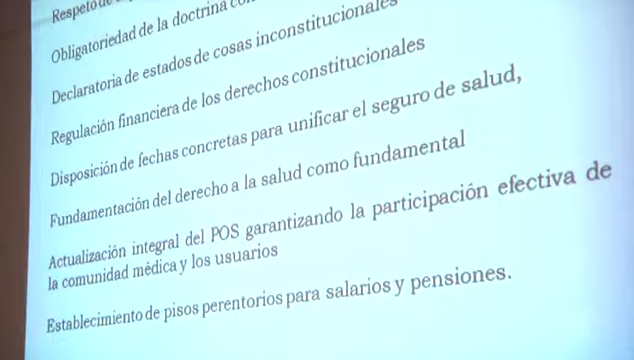 Respeto de
Obligatoriedad de la doctrina
Declaratoria de estados de cosas inconstitucionales
Regulación financiera de los derechos constitucionales
Disposición de fechas concretas para unificar el seguro de salud,
Fundamentación del derecho a la salud como fundamental
Actualización integral del POS garantizando la participación efectiva de
la comunidad médica y los usuarios
Establecimiento de pisos perentorios para salarios y pensiones.